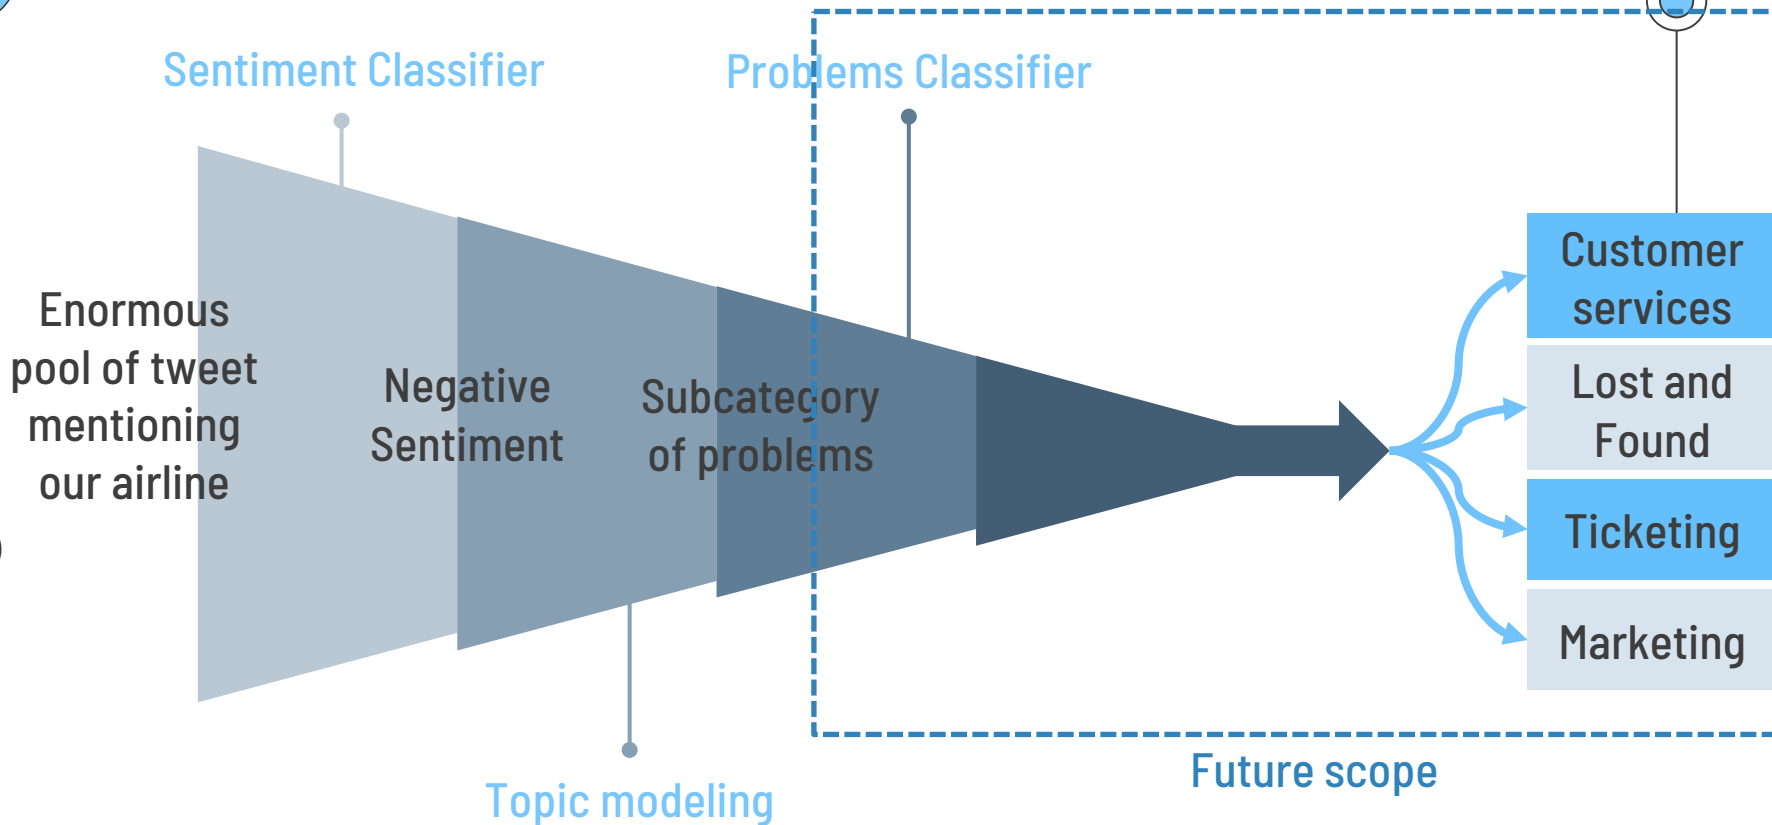 Sentiment Classifier
Problems Classifier
Enormous
pool of tweet
mentioning
our airline
Negative
Sentiment
Subcategory
of problems
Customer
services
Lost and
Found
Ticketing
Marketing
Future scope
Topic modeling